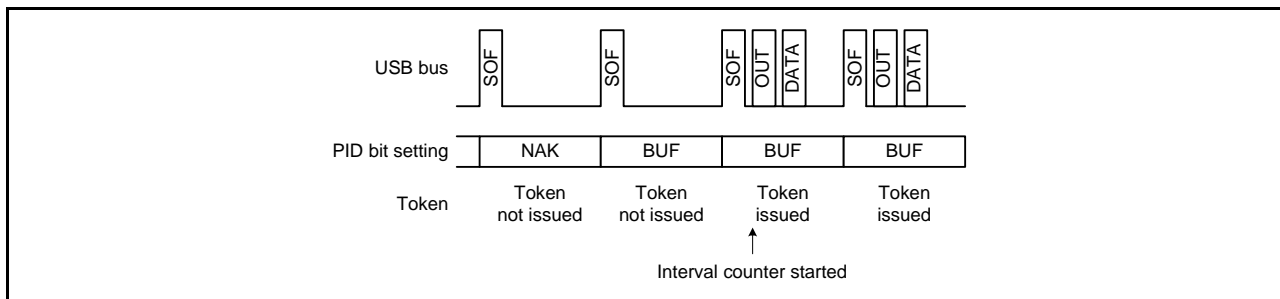 USB bus
SOF
SOF
SOF
OUT
DATA
SOF
OUT
DATA
PID bit setting
NAK
BUF
BUF
BUF
Token
Token
not issued
Token
not issued
Token
issued
Token
issued
Interval counter started